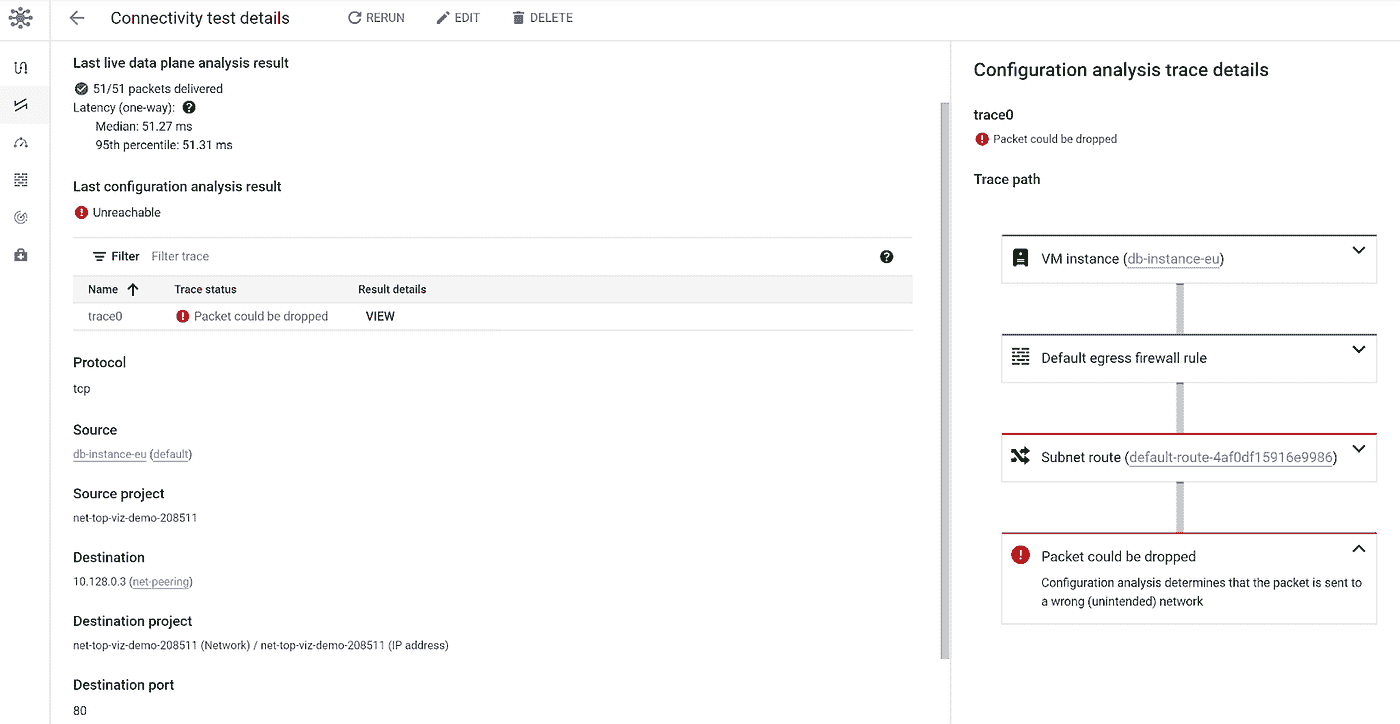 Connectivity test details
RERUN
EDIT
DELETE
Last live data plane analysis result
51/51 packets delivered
Latency (one-way): ?
Median: 51.27 ms
95th percentile: 51.31 ms
Last configuration analysis result
! Unreachable
Filter Filter trace ?
Name Trace status Result details
trace0 ! Packet could be dropped VIEW
Protocol
tcp
Source
db-instance-eu (default)
Source project
net-top-viz-demo-208511
Destination
10.128.0.3 (net-peering)
Destination project
net-top-viz-demo-208511 (Network) / net-top-viz-demo-208511 (IP address)
Destination port
80
Configuration analysis trace details
trace0
! Packet could be dropped
Trace path
VM instance (db-instance-eu)
Default egress firewall rule
Subnet route (default-route-4af0df15916e9986)
! Packet could be dropped
Configuration analysis determines that the packet is sent to
a wrong (unintended) network